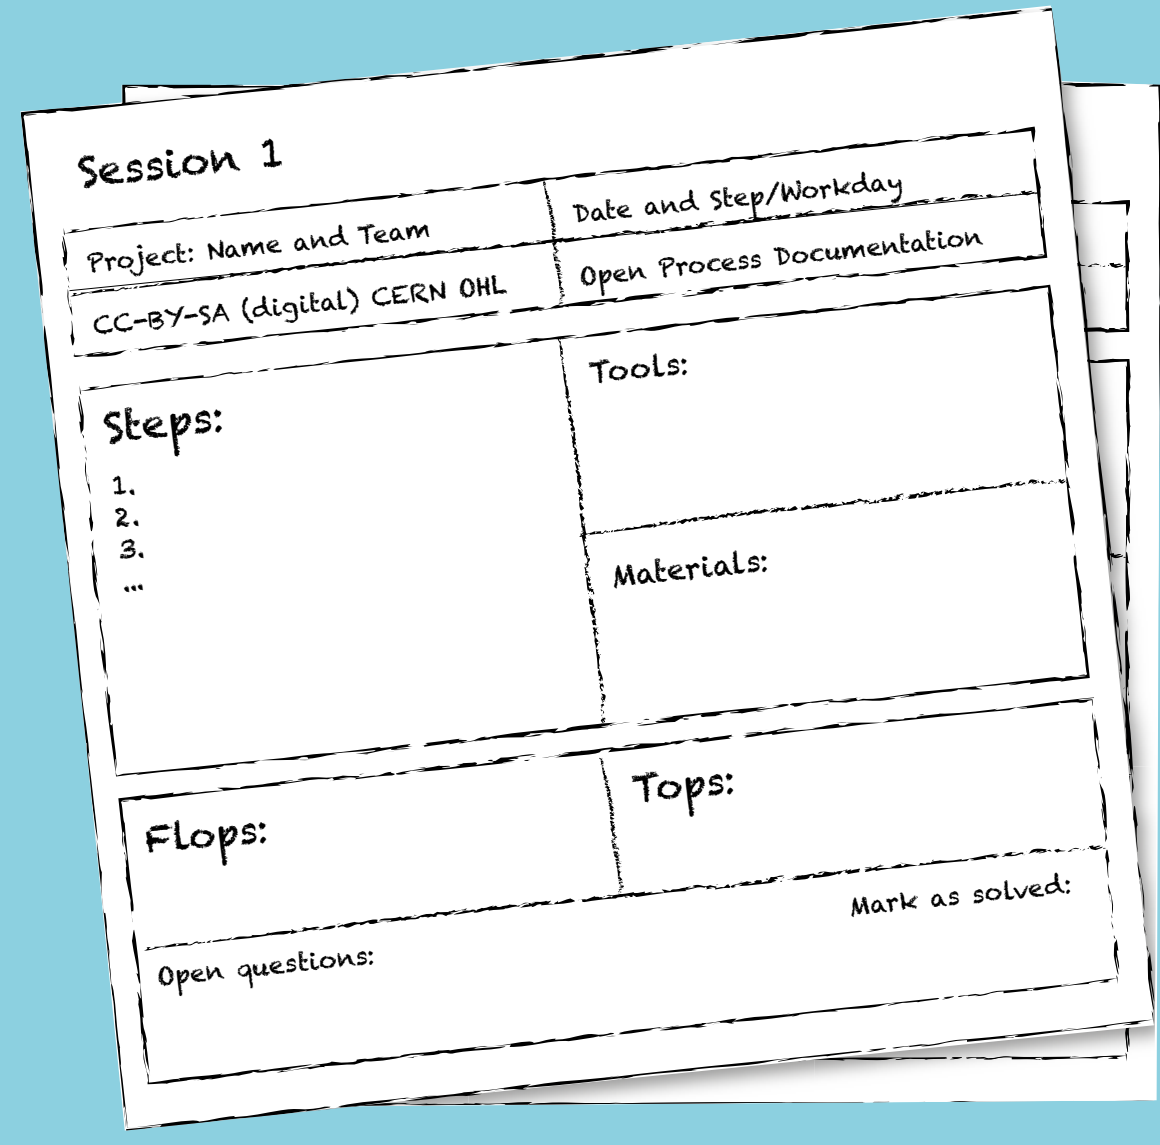 Session 1
Project: Name and Team
Date and Step/Workday
CC-BY-SA (digital) CERN OHL
Open Process Documentation
Steps:
1.
2.
3.
...
Tools:
Materials:
Flops:
Tops:
Open questions:
Mark as solved: